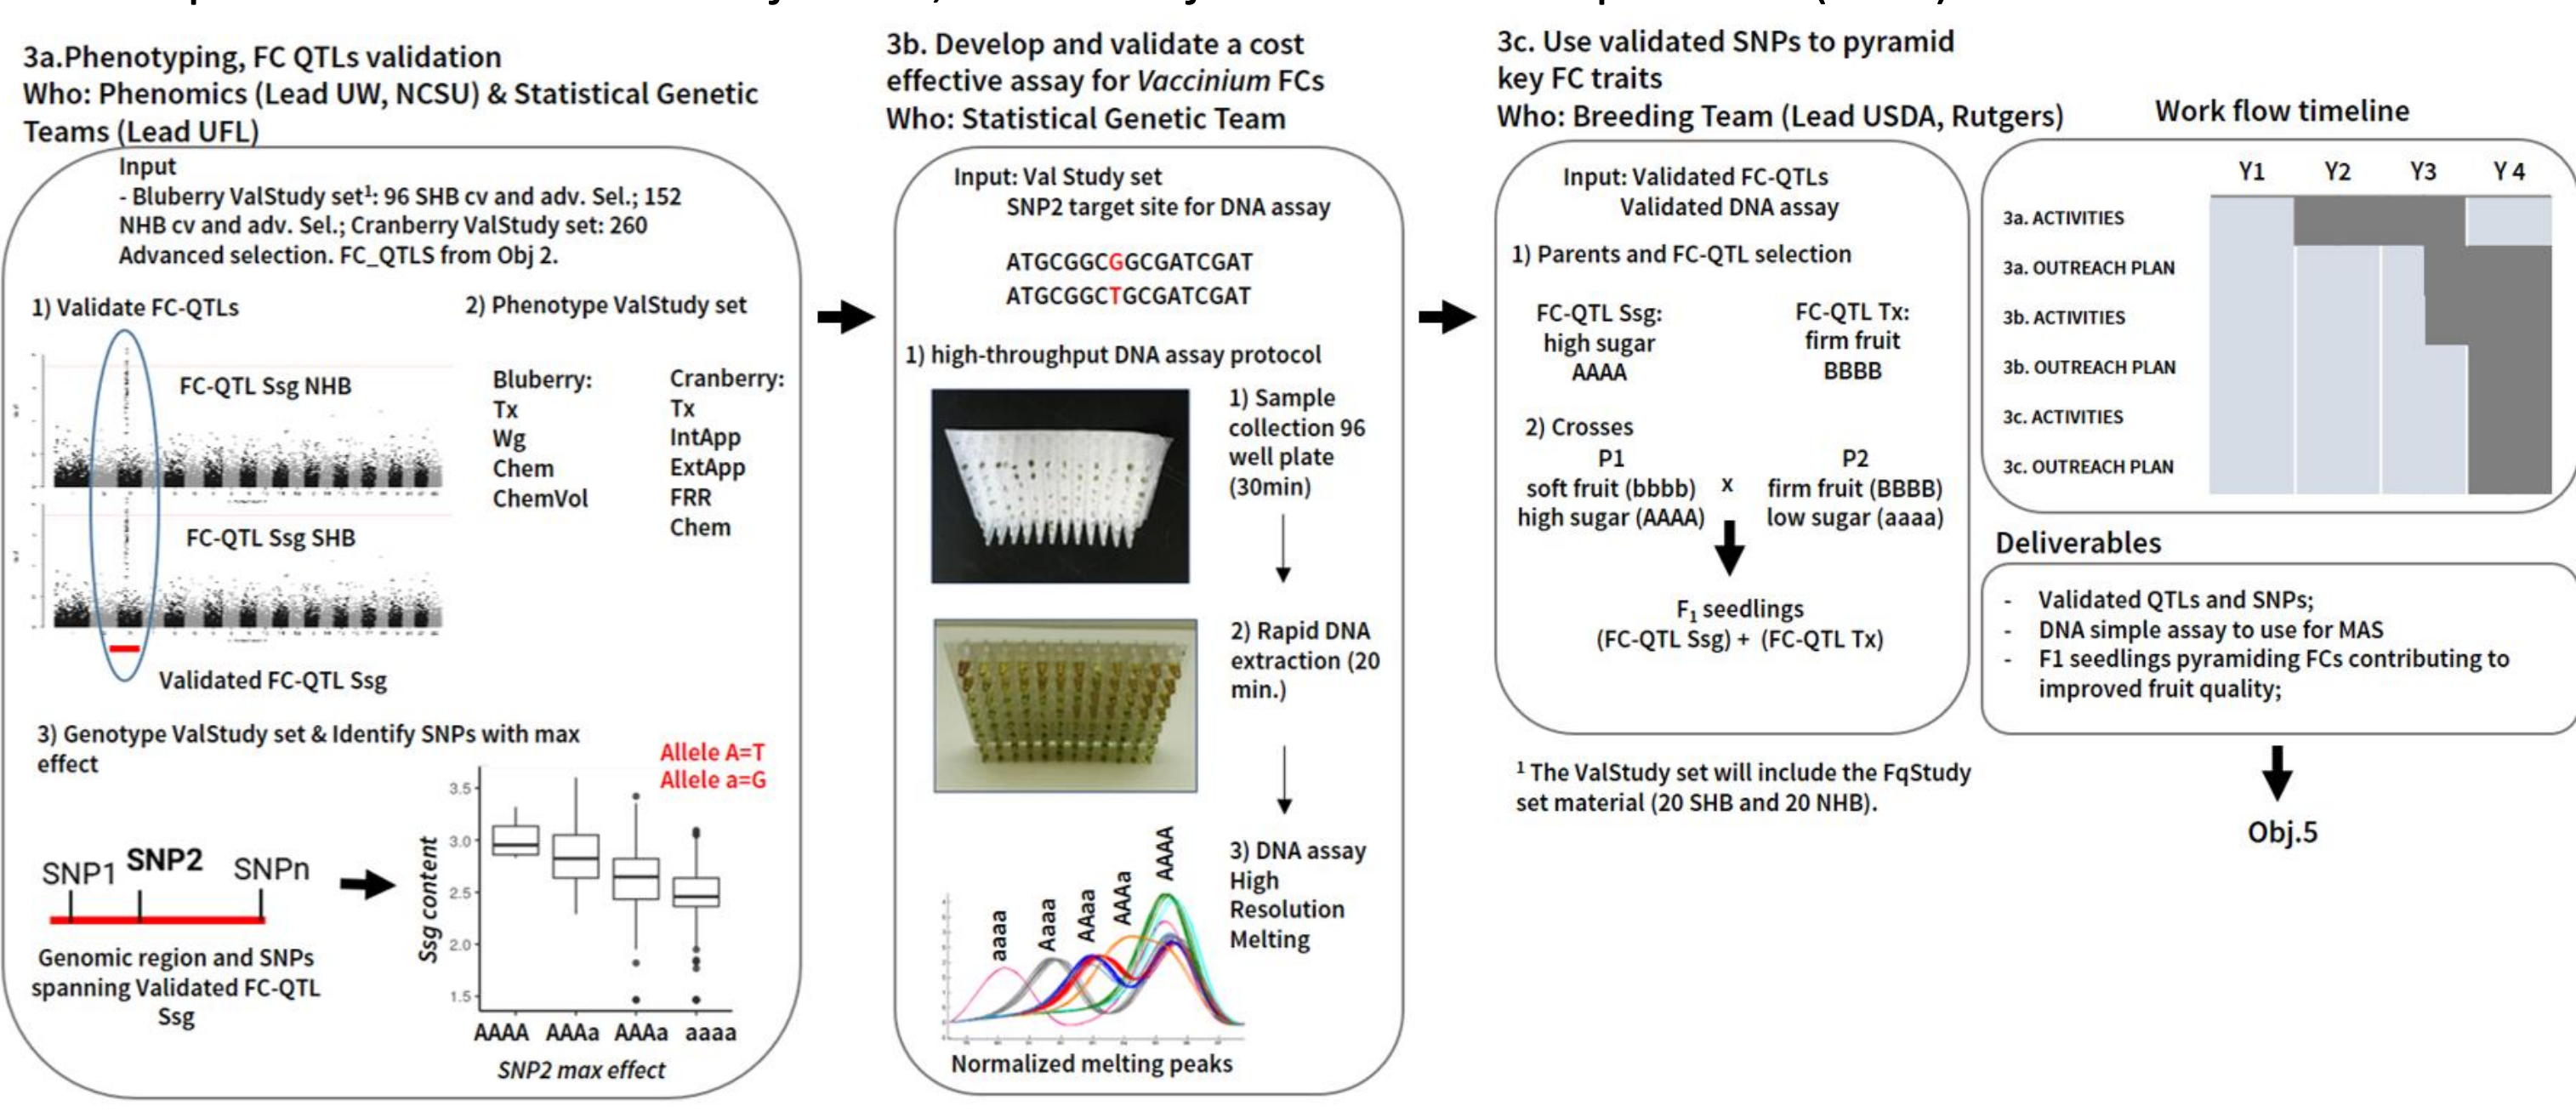 3a.Phenotyping, FC QTLs validation
Who: Phenomics (Lead UW, NCSU) & Statistical Genetic
Teams (Lead UFL)
Input
- Bluberry ValStudy set¹: 96 SHB cv and adv. Sel.; 152
NHB cv and adv. Sel.; Cranberry ValStudy set: 260
Advanced selection. FC_QTLS from Obj 2.
1) Validate FC-QTLs
FC-QTL Ssg NHB
FC-QTL Ssg SHB
Validated FC-QTL Ssg
2) Phenotype ValStudy set
Bluberry:
Tx
Wg
Chem
ChemVol
Cranberry:
Tx
IntApp
ExtApp
FRR
Chem
3) Genotype ValStudy set & Identify SNPs with max
effect
SNP1 SNP2 SNPn
Genomic region and SNPs
spanning Validated FC-QTL
Ssg
Allele A=T
Allele a=G
Ssg content
3.5
3.0
2.5
2.0
1.5
AAAA AAAa AAAa aaaa
SNP2 max effect
3b. Develop and validate a cost
effective assay for Vaccinium FCs
Who: Statistical Genetic Team
Input: Val Study set
SNP2 target site for DNA assay
ATGCGGCGGCGATCGAT
ATGCGGCTGCGATCGAT
1) high-throughput DNA assay protocol
1) Sample
collection 96
well plate
(30min)
2) Rapid DNA
extraction (20
min.)
3) DNA assay
High
Resolution
Melting
aaaa Aaaa AAaa AAAa AAAA
Normalized melting peaks
3c. Use validated SNPs to pyramid
key FC traits
Who: Breeding Team (Lead USDA, Rutgers)
Input: Validated FC-QTLs
Validated DNA assay
1) Parents and FC-QTL selection
FC-QTL Ssg:
high sugar
AAAA
FC-QTL Tx:
firm fruit
BBBB
2) Crosses
P1
soft fruit (bbbb)
high sugar (AAAA)
x
P2
firm fruit (BBBB)
low sugar (aaaa)
F₁ seedlings
(FC-QTL Ssg) + (FC-QTL Tx)
¹ The ValStudy set will include the FqStudy
set material (20 SHB and 20 NHB).
Work flow timeline
Y1 Y2 Y3 Y 4
3a. ACTIVITIES
3a. OUTREACH PLAN
3b. ACTIVITIES
3b. OUTREACH PLAN
3c. ACTIVITIES
3c. OUTREACH PLAN
Deliverables
- Validated QTLs and SNPs;
- DNA simple assay to use for MAS
- F1 seedlings pyramiding FCs contributing to
improved fruit quality;
Obj.5